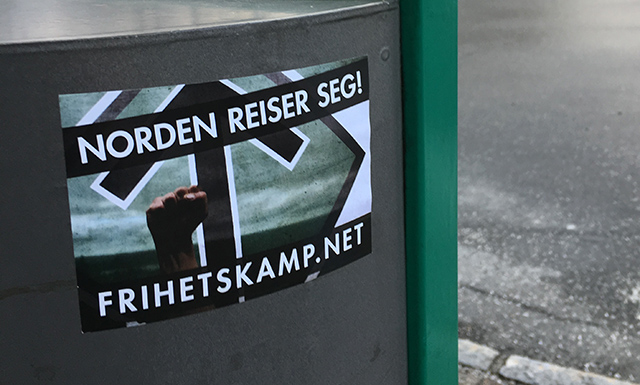 NORDEN REISER SEG!
FRIHETSKAMP.NET